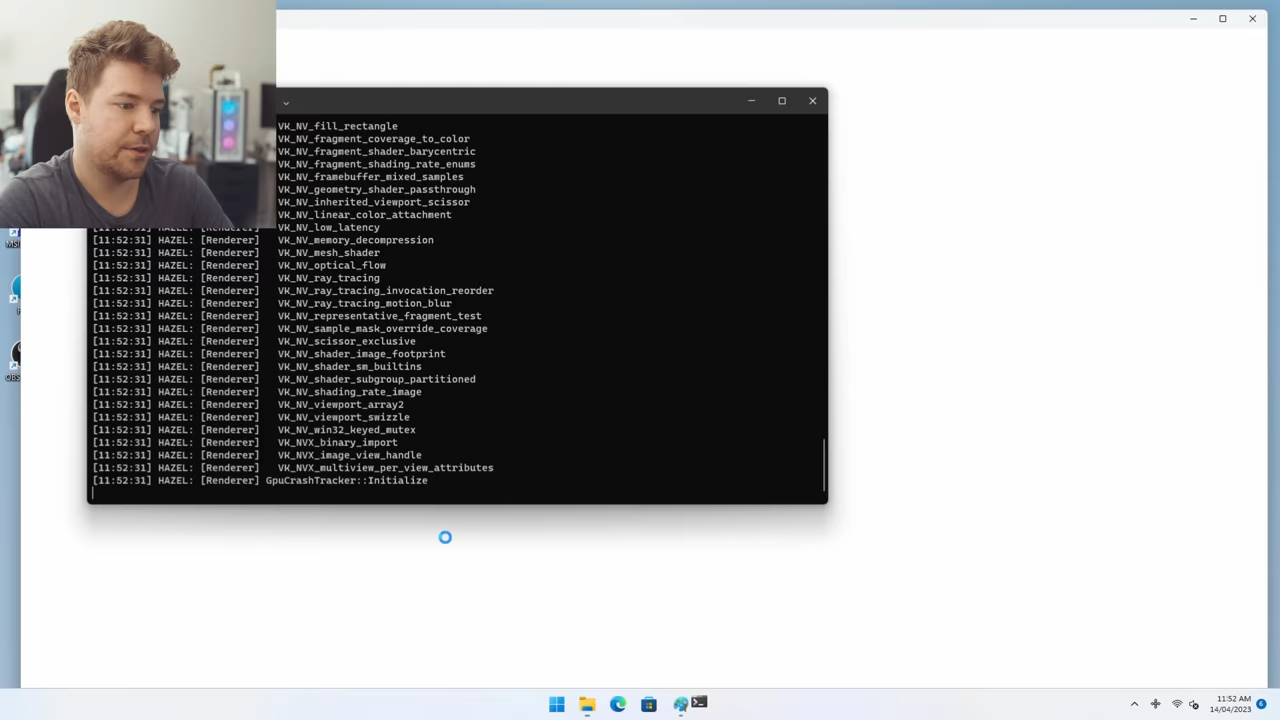 VK_NV_fill_rectangle
VK_NV_fragment_coverage_to_color
VK_NV_fragment_shader_barycentric
VK_NV_fragment_shading_rate_enums
VK_NV_framebuffer_mixed_samples
VK_NV_geometry_shader_passthrough
VK_NV_inherited_viewport_scissor
VK_NV_linear_color_attachment
[11:52:31] HAZEL: [Renderer] VK_NV_low_latency
[11:52:31] HAZEL: [Renderer] VK_NV_memory_decompression
[11:52:31] HAZEL: [Renderer] VK_NV_mesh_shader
[11:52:31] HAZEL: [Renderer] VK_NV_optical_flow
[11:52:31] HAZEL: [Renderer] VK_NV_ray_tracing
[11:52:31] HAZEL: [Renderer] VK_NV_ray_tracing_invocation_reorder
[11:52:31] HAZEL: [Renderer] VK_NV_ray_tracing_motion_blur
[11:52:31] HAZEL: [Renderer] VK_NV_representative_fragment_test
[11:52:31] HAZEL: [Renderer] VK_NV_sample_mask_override_coverage
[11:52:31] HAZEL: [Renderer] VK_NV_scissor_exclusive
[11:52:31] HAZEL: [Renderer] VK_NV_shader_image_footprint
[11:52:31] HAZEL: [Renderer] VK_NV_shader_sm_builtins
[11:52:31] HAZEL: [Renderer] VK_NV_shader_subgroup_partitioned
[11:52:31] HAZEL: [Renderer] VK_NV_shading_rate_image
[11:52:31] HAZEL: [Renderer] VK_NV_viewport_array2
[11:52:31] HAZEL: [Renderer] VK_NV_viewport_swizzle
[11:52:31] HAZEL: [Renderer] VK_NV_win32_keyed_mutex
[11:52:31] HAZEL: [Renderer] VK_NVX_binary_import
[11:52:31] HAZEL: [Renderer] VK_NVX_image_view_handle
[11:52:31] HAZEL: [Renderer] VK_NVX_multiview_per_view_attributes
[11:52:31] HAZEL: [Renderer] GpuCrashTracker::Initialize
11:52 AM
14/04/2023
6